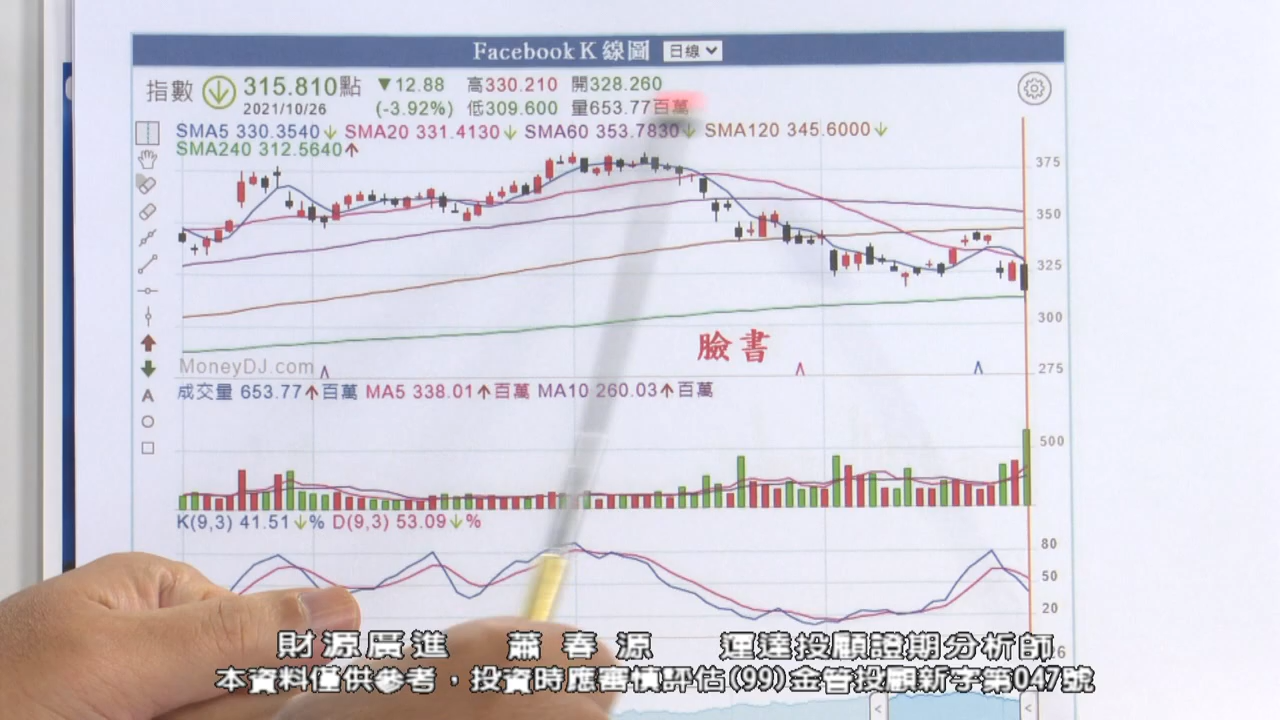 Facebook K 線圖 日線
指數 315.810點 ▼12.88 高330.210 開328.260
2021/10/26 (-3.92%) 低309.600 量653.77百萬
SMA5 330.3540↓ SMA20 331.4130↓ SMA60 353.7830↓ SMA120 345.6000↓
SMA240 312.5640↑
375
350
325
300
臉書
MoneyDJ.com
275
成交量 653.77↑百萬 MA5 338.01↑百萬 MA10 260.03↑百萬
500
K(9,3) 41.51↓% D(9,3) 53.09↓%
80
50
20
A
財源廣進 蕭春源 運達投顧證期分析師
本資料僅供參考，投資時應審慎評估(99)金管投顧新字第047號